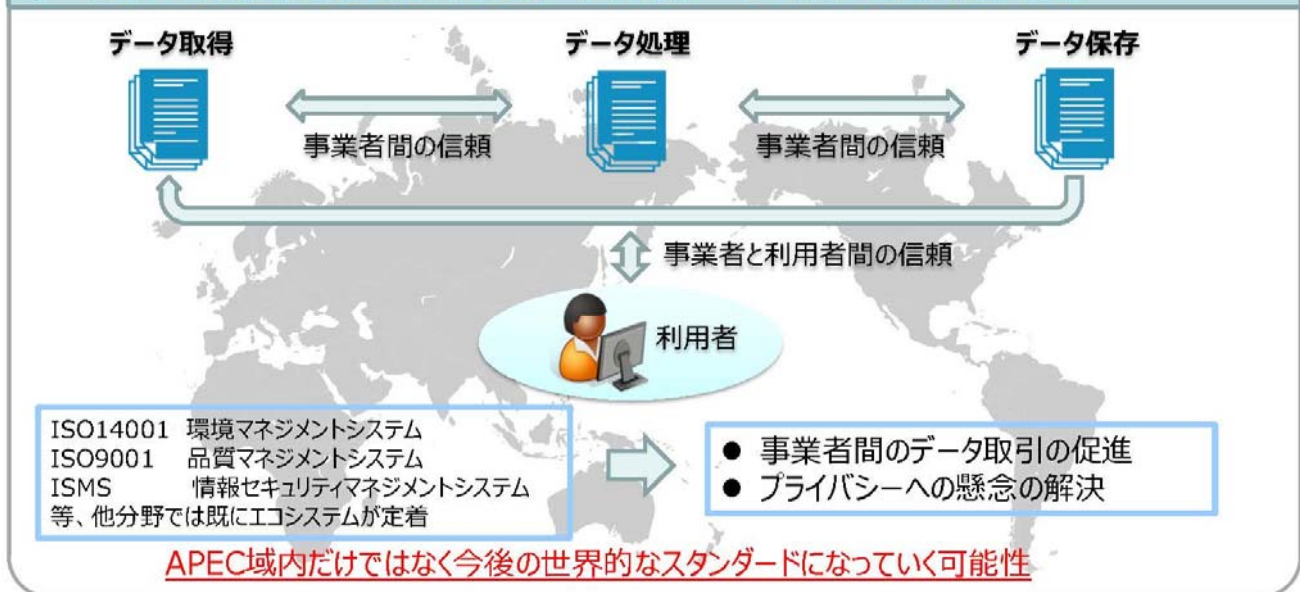 データ取得
データ処理
データ保存
事業者間の信頼
事業者間の信頼
事業者と利用者間の信頼
利用者
ISO14001 環境マネジメントシステム
ISO9001 品質マネジメントシステム
ISMS 情報セキュリティマネジメントシステム
等、他分野では既にエコシステムが定着
● 事業者間のデータ取引の促進
● プライバシーへの懸念の解決
APEC域内だけではなく今後の世界的なスタンダードになっていく可能性